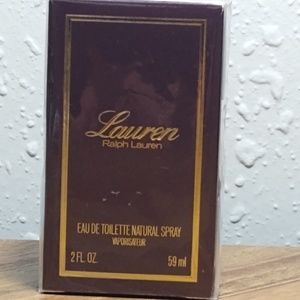 Lauren
Ralph Lauren
EAU DE TOILETTE NATURAL SPRAY
VAPORISATEUR
2 FL. OZ. 59 ml